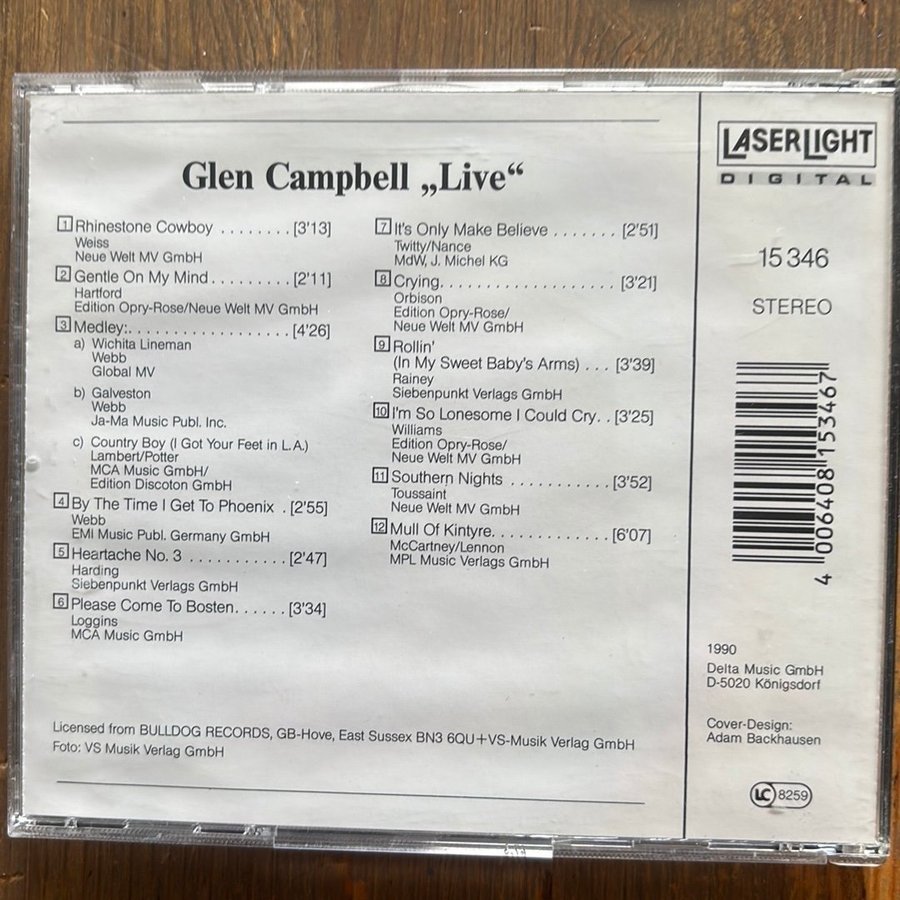 Glen Campbell „Live“
1 Rhinestone Cowboy ........[3'13]
Weiss
Neue Welt MV GmbH
2 Gentle On My Mind.........[2'11]
Hartford
Edition Opry-Rose/Neue Welt MV GmbH
3 Medley:..................[4'26]
a) Wichita Lineman
Webb
Global MV
b) Galveston
Webb
Ja-Ma Music Publ. Inc.
c) Country Boy (I Got Your Feet in L.A.)
Lambert/Potter
MCA Music GmbH/
Edition Discoton GmbH
4 By The Time I Get To Phoenix .[2'55]
Webb
EMI Music Publ. Germany GmbH
5 Heartache No. 3 ...........[2'47]
Harding
Siebenpunkt Verlags GmbH
6 Please Come To Bosten......[3'34]
Loggins
MCA Music GmbH
7 It's Only Make Believe .......[2'51]
Twitty/Nance
MdW, J. Michel KG
8 Crying...................[3'21]
Orbison
Edition Opry-Rose/
Neue Welt MV GmbH
9 Rollin'
(In My Sweet Baby's Arms) ...[3'39]
Rainey
Siebenpunkt Verlags GmbH
10 I'm So Lonesome I Could Cry..[3'25]
Williams
Edition Opry-Rose/
Neue Welt MV GmbH
11 Southern Nights ...........[3'52]
Toussaint
Neue Welt MV GmbH
12 Mull Of Kintyre.............[6'07]
McCartney/Lennon
MPL Music Verlags GmbH
Licensed from BULLDOG RECORDS, GB-Hove, East Sussex BN3 6QU+VS-Musik Verlag GmbH
Foto: VS Musik Verlag GmbH
LASERLIGHT
DIGITAL
15 346
STEREO
4 006408 153467
1990
Delta Music GmbH
D-5020 Königsdorf
Cover-Design:
Adam Backhausen
LC 8259